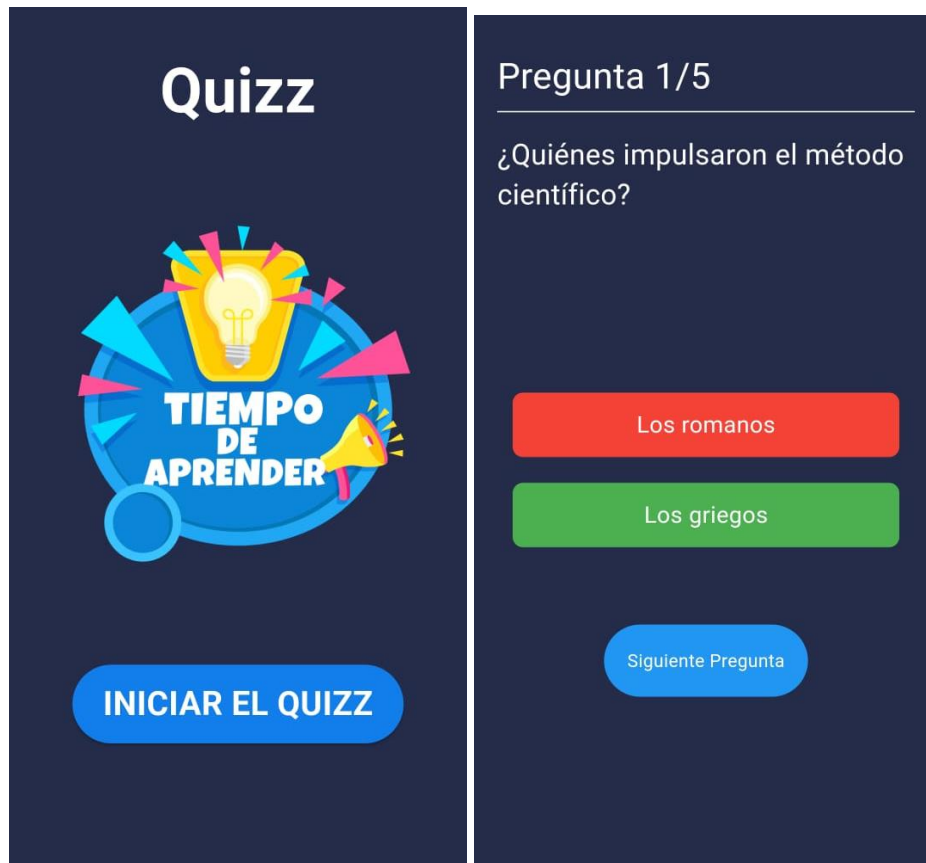 Quizz
TIEMPO
DE
APRENDER
INICIAR EL QUIZZ
Pregunta 1/5
¿Quiénes impulsaron el método
científico?
Los romanos
Los griegos
Siguiente Pregunta